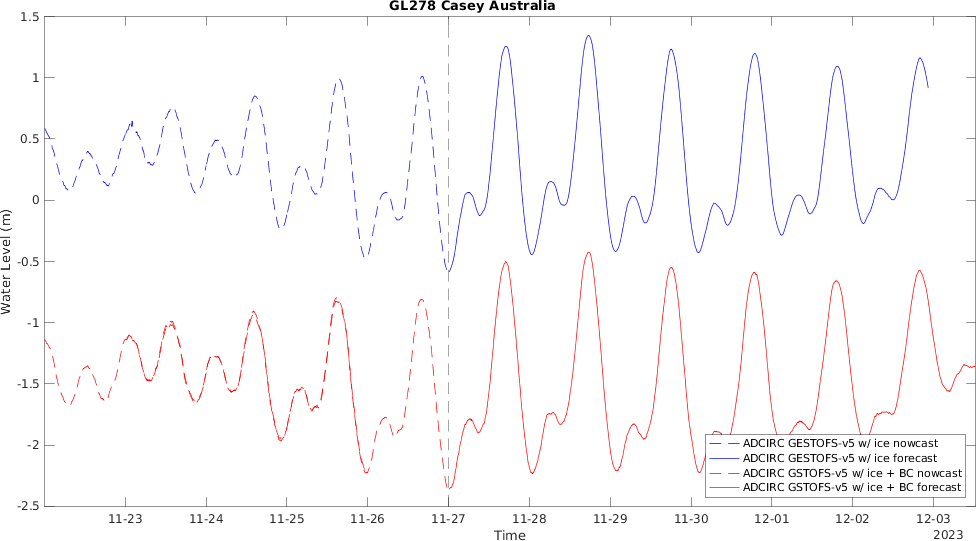 GL278 Casey Australia
1.5
1
0.5
0
-0.5
-1
-1.5
-2
-2.5
Water Level (m)
ADCIRC GESTOFS-v5 w/ ice nowcast
ADCIRC GESTOFS-v5 w/ ice forecast
ADCIRC GSTOFS-v5 w/ ice + BC nowcast
ADCIRC GSTOFS-v5 w/ ice + BC forecast
11-23 11-24 11-25 11-26 11-27 11-28 11-29 11-30 12-01 12-02 12-03
Time
2023